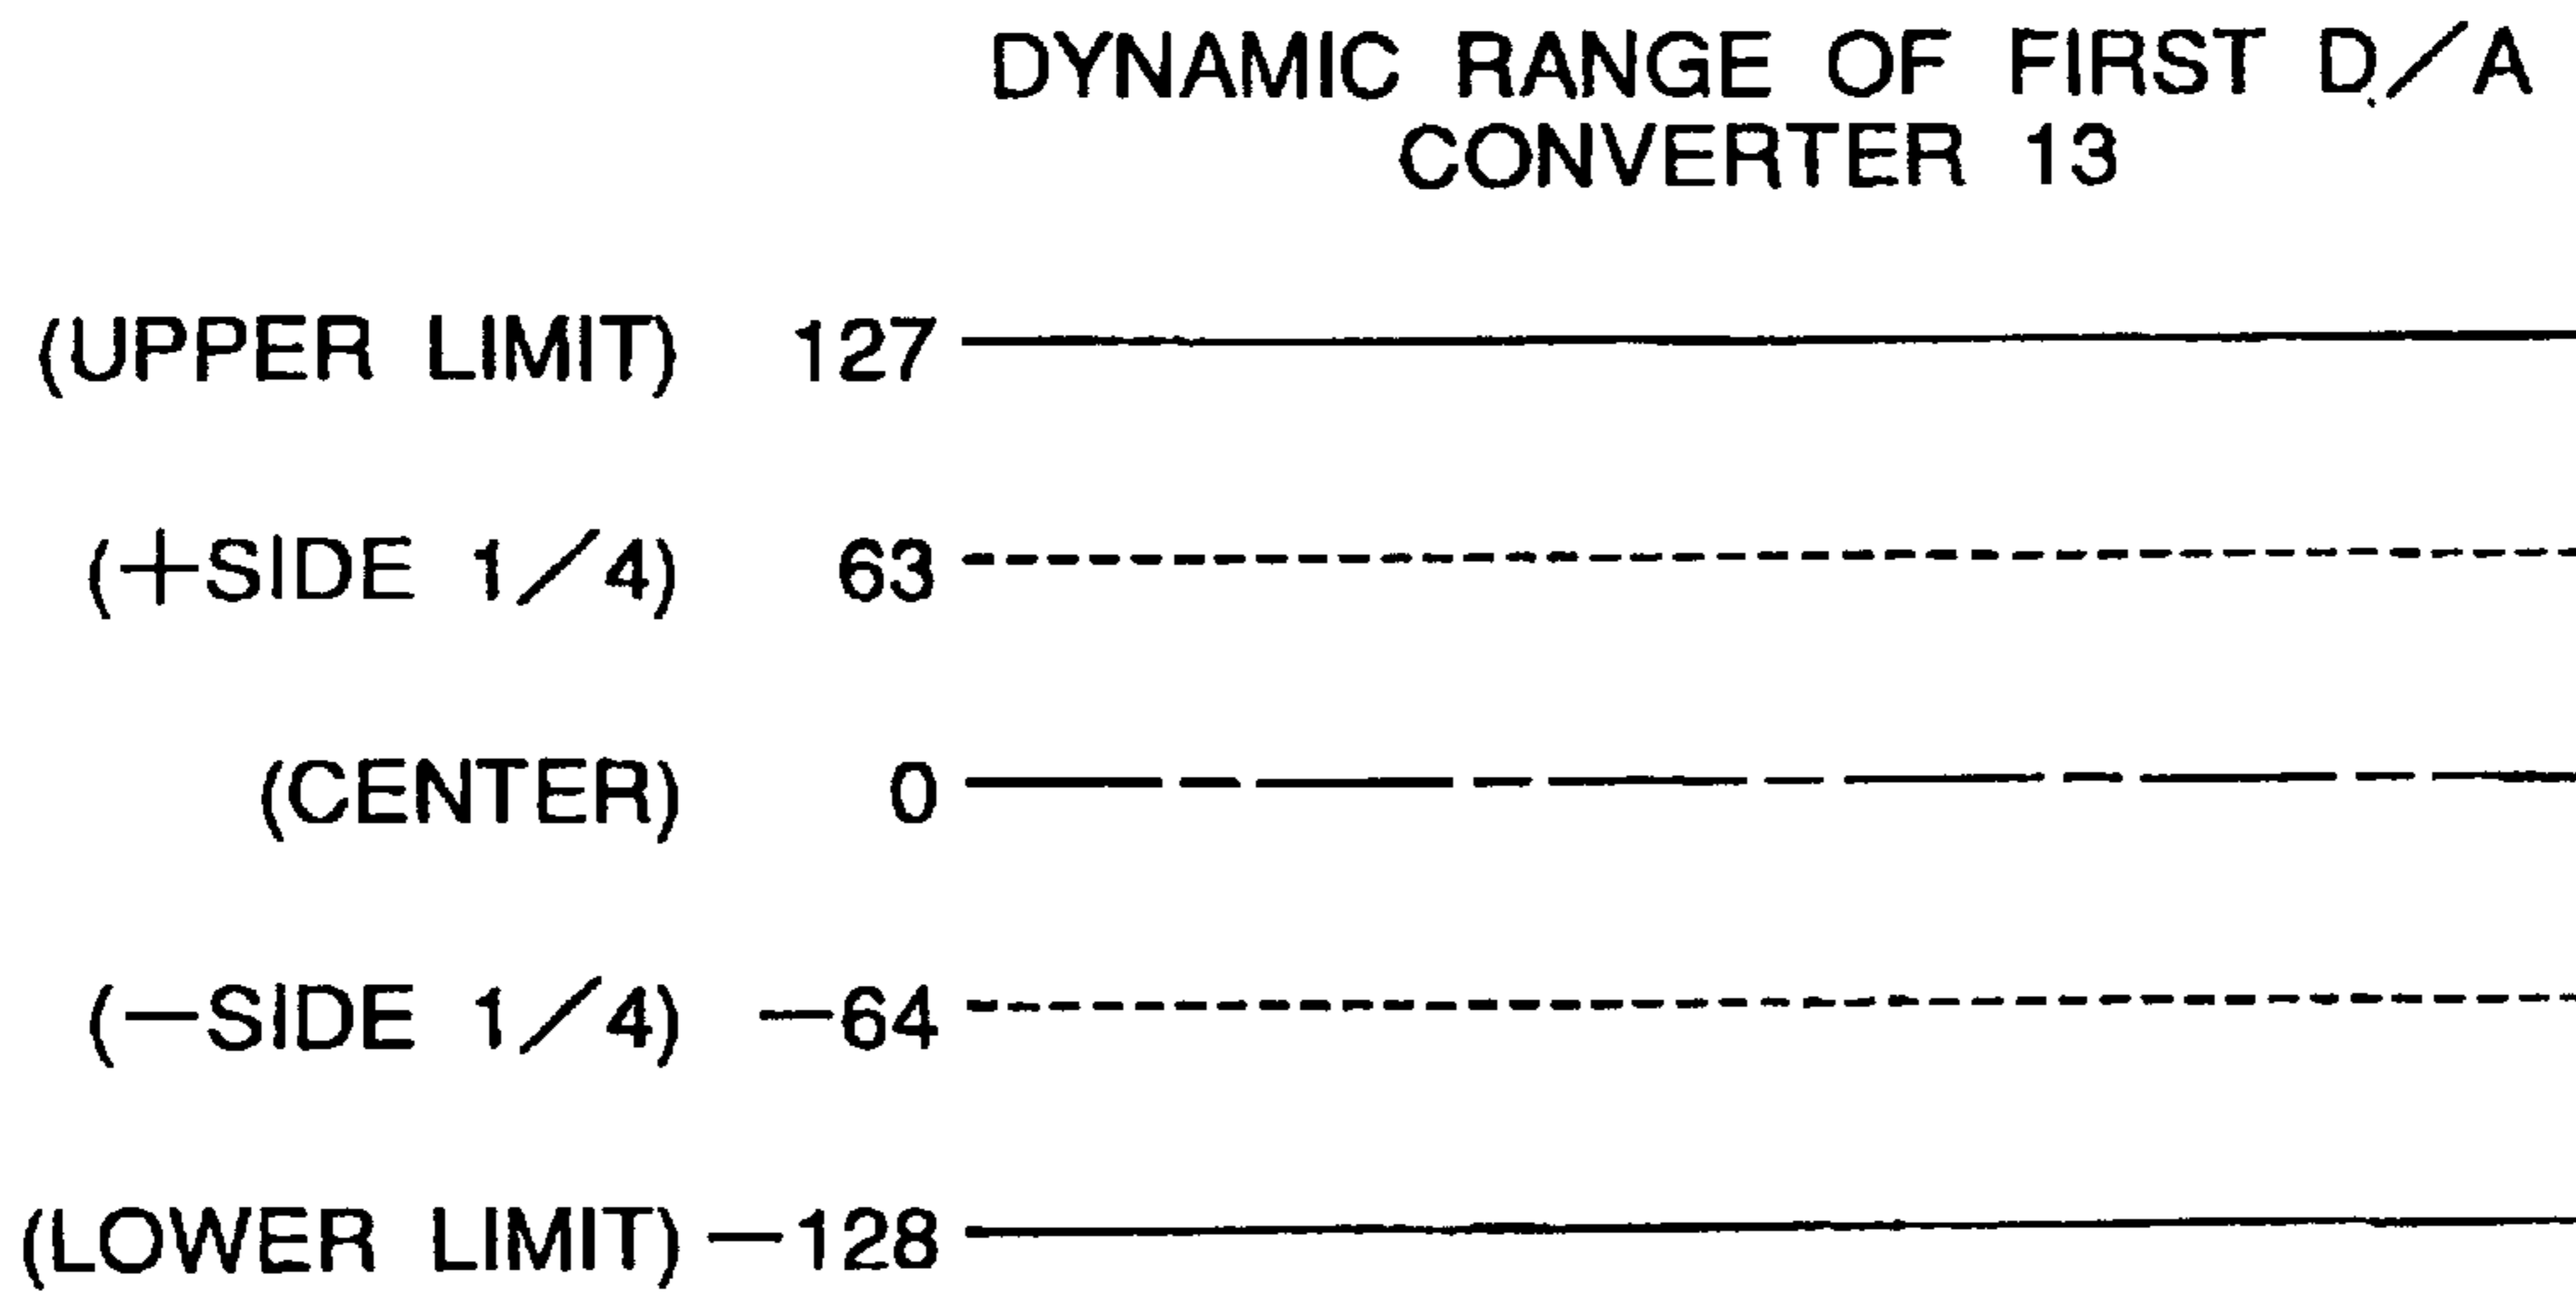 DYNAMIC RANGE OF FIRST D/A
CONVERTER 13
(UPPER LIMIT) 127
(+SIDE 1/4) 63
(CENTER) 0
(−SIDE 1/4) −64
(LOWER LIMIT) −128